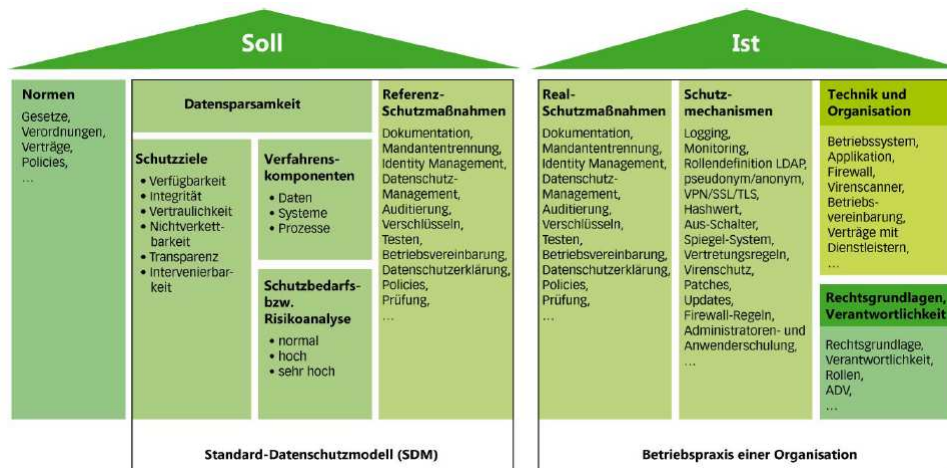 Soll
Normen
Gesetze,
Verordnungen,
Verträge,
Policies,
...
Datensparsamkeit
Schutzziele
• Verfügbarkeit
• Integrität
• Vertraulichkeit
• Nichtverkett-
barkeit
• Transparenz
• Intervenierbar-
keit
Verfahrens-
komponenten
• Daten
• Systeme
• Prozesse
Schutzbedarfs-
bzw.
Risikoanalyse
• normal
• hoch
• sehr hoch
Referenz-
Schutzmaßnahmen
Dokumentation,
Mandantentrennung,
Identity Management,
Datenschutz-
Management,
Auditierung,
Verschlüsseln,
Testen,
Betriebsvereinbarung,
Datenschutzerklärung,
Policies,
Prüfung,
...
Standard-Datenschutzmodell (SDM)
Ist
Real-
Schutzmaßnahmen
Dokumentation,
Mandantentrennung,
Identity Management,
Datenschutz-
Management,
Auditierung,
Verschlüsseln,
Testen,
Betriebsvereinbarung,
Datenschutzerklärung,
Policies,
Prüfung,
...
Schutz-
mechanismen
Logging,
Monitoring,
Rollendefinition LDAP,
pseudonym/anonym,
VPN/SSL/TLS,
Hashwert,
Aus-Schalter,
Spiegel-System,
Vertretungsregeln,
Virenschutz,
Patches,
Updates,
Firewall-Regeln,
Administratoren- und
Anwenderschulung,
...
Technik und
Organisation
Betriebssystem,
Applikation,
Firewall,
Virenscanner,
Betriebs-
vereinbarung,
Verträge mit
Dienstleistern,
...
Rechtsgrundlagen,
Verantwortlichkeit
Rechtsgrundlage,
Verantwortlichkeit,
Rollen,
ADV,
...
Betriebspraxis einer Organisation